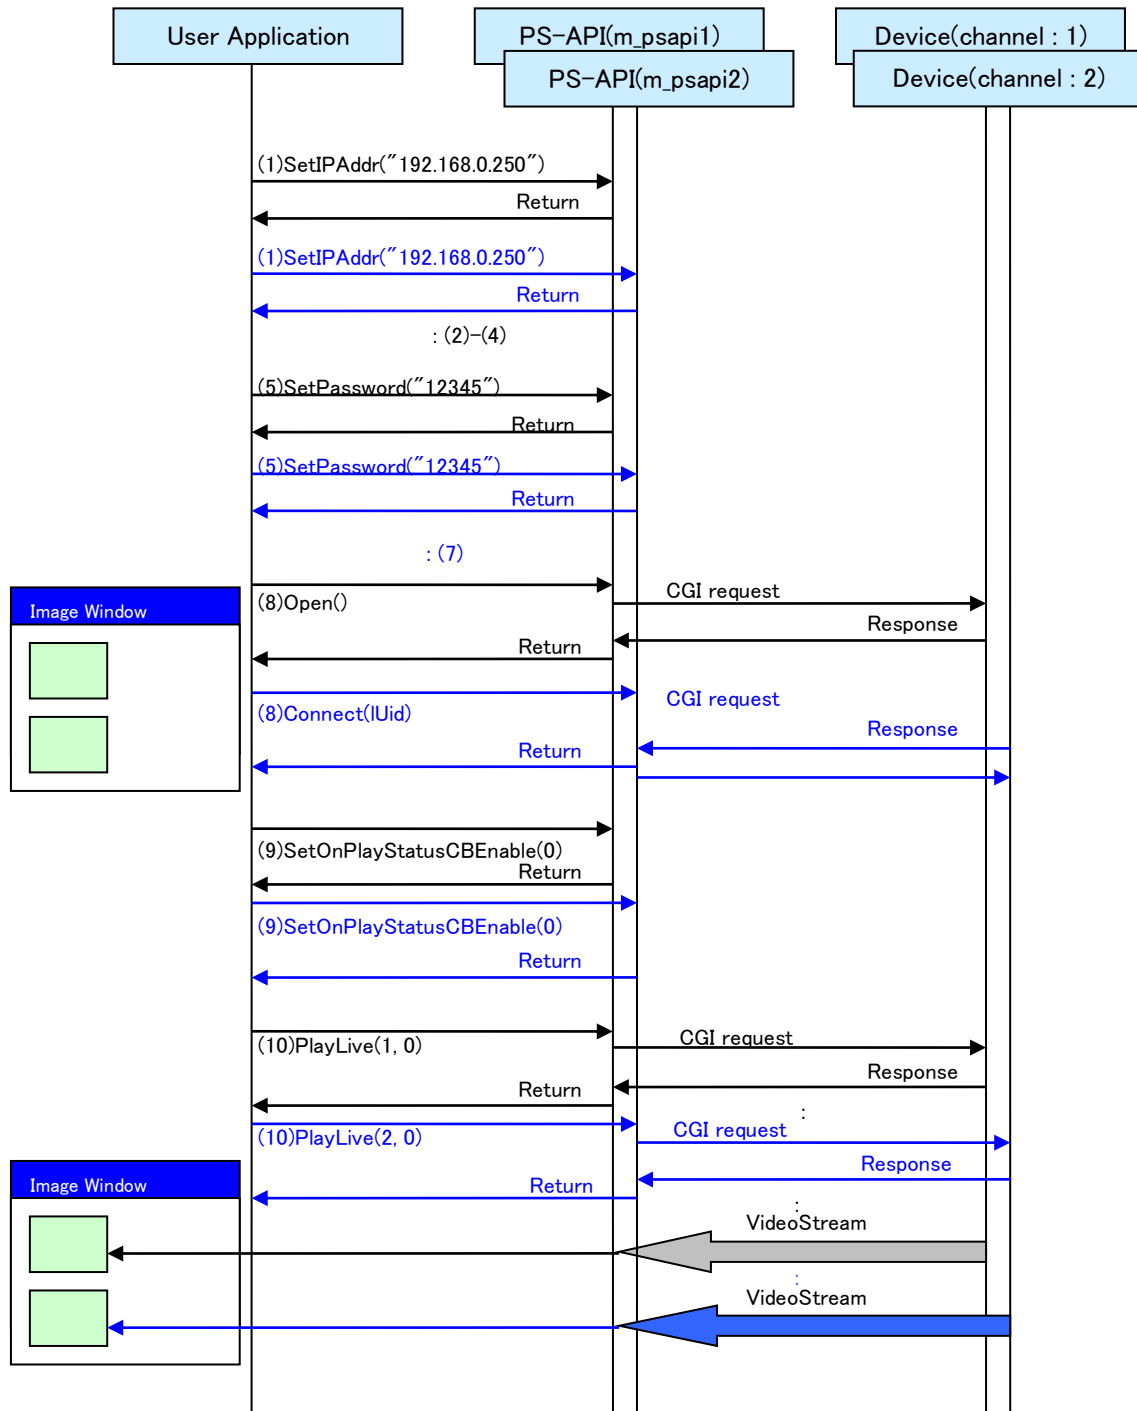 User Application
PS-API(m_psapi1)
Device(channel : 1)
PS-API(m_psapi2)
Device(channel : 2)
(1)SetIPAddr("192.168.0.250")
Return
(1)SetIPAddr("192.168.0.250")
Return
: (2)-(4)
(5)SetPassword("12345")
Return
(5)SetPassword("12345")
Return
: (7)
(8)Open()
CGI request
Image Window
Response
Return
CGI request
(8)Connect(lUid)
Response
Return
(9)SetOnPlayStatusCBEnable(0)
Return
(9)SetOnPlayStatusCBEnable(0)
Return
(10)PlayLive(1, 0)
CGI request
Response
Return
:
(10)PlayLive(2, 0)
CGI request
Response
Image Window
Return
:
VideoStream
:
VideoStream